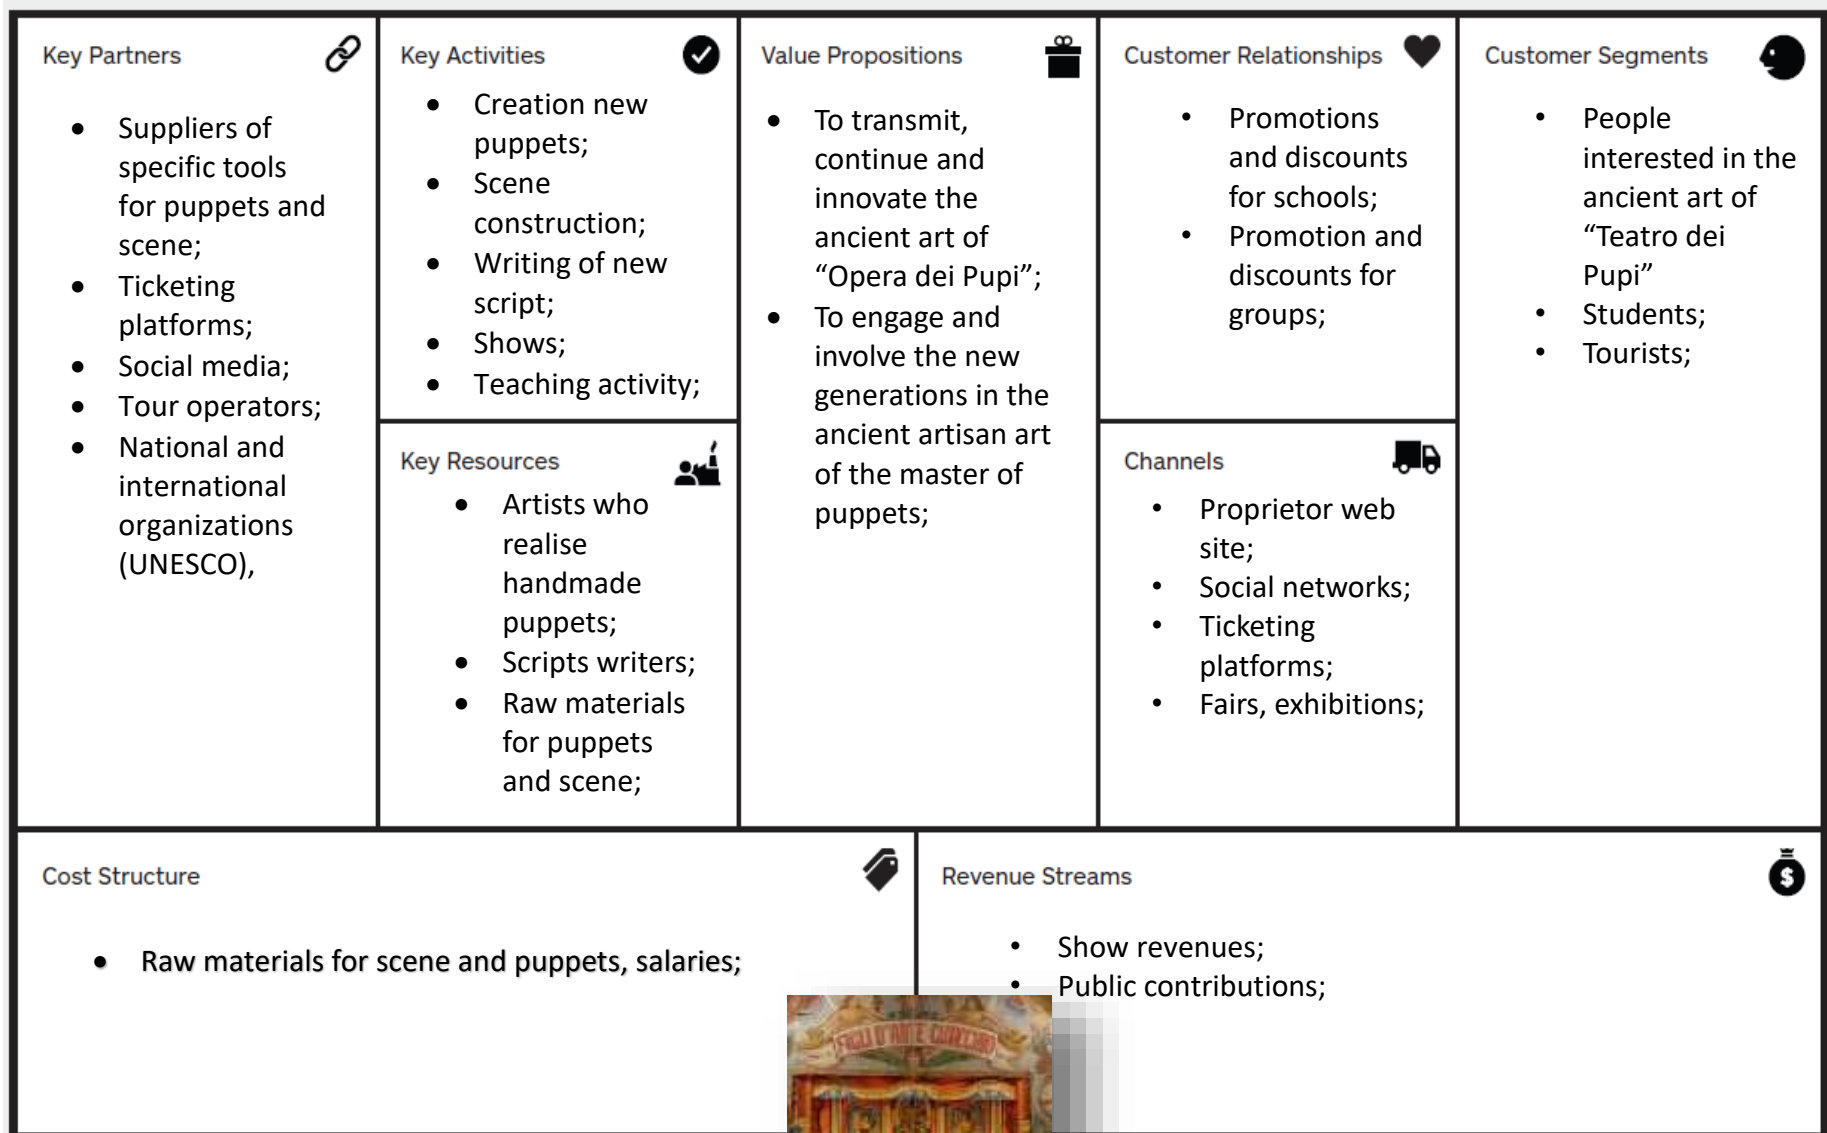 Key Partners
Suppliers of
specific tools
for puppets and
scene;
Ticketing
platforms;
Social media;
Tour operators;
National and
international
organizations
(UNESCO),
Key Activities
Creation new
puppets;
Scene
construction;
Writing of new
script;
Shows;
Teaching activity;
Key Resources
Artists who
realise
handmade
puppets;
Scripts writers;
Raw materials
for puppets
and scene;
Value Propositions
To transmit,
continue and
innovate the
ancient art of
“Opera dei Pupi”;
To engage and
involve the new
generations in the
ancient artisan art
of the master of
puppets;
Customer Relationships
Promotions
and discounts
for schools;
Promotion and
discounts for
groups;
Channels
Proprietor web
site;
Social networks;
Ticketing
platforms;
Fairs, exhibitions;
Customer Segments
People
interested in the
ancient art of
“Teatro dei
Pupi”
Students;
Tourists;
Cost Structure
Raw materials for scene and puppets, salaries;
Revenue Streams
$
Show revenues;
Public contributions;
FIGLI D'ARTE